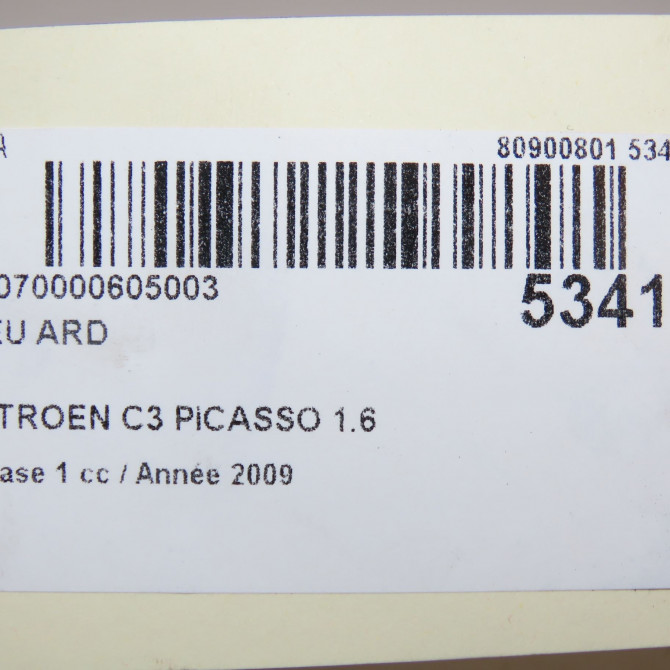 80900801 534
070000605003
5341
EU ARD
TROEN C3 PICASSO 1.6
ase 1 cc / Année 2009